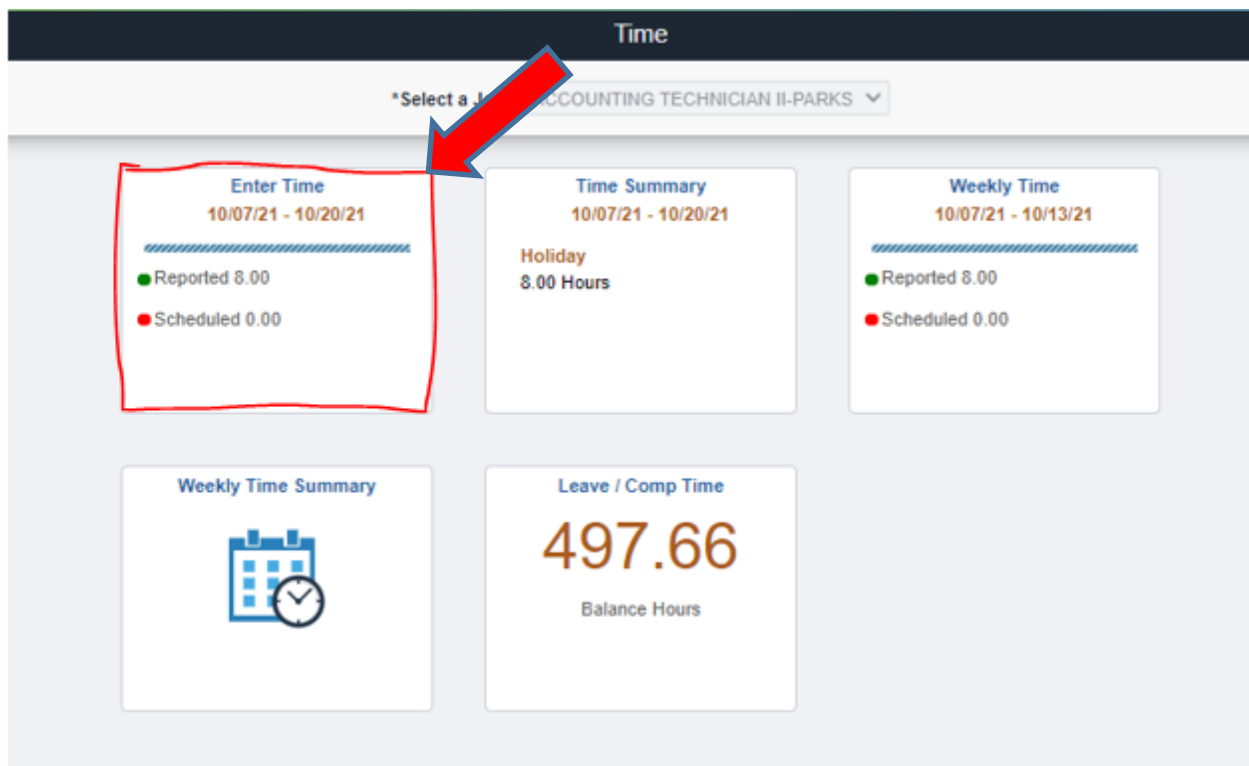 Time
*Select a ACCOUNTING TECHNICIAN II-PARKS
Enter Time
10/07/21 - 10/20/21
Reported 8.00
Scheduled 0.00
Time Summary
10/07/21 - 10/20/21
Holiday
8.00 Hours
Weekly Time
10/07/21 - 10/13/21
Reported 8.00
Scheduled 0.00
Weekly Time Summary
Leave / Comp Time
497.66
Balance Hours